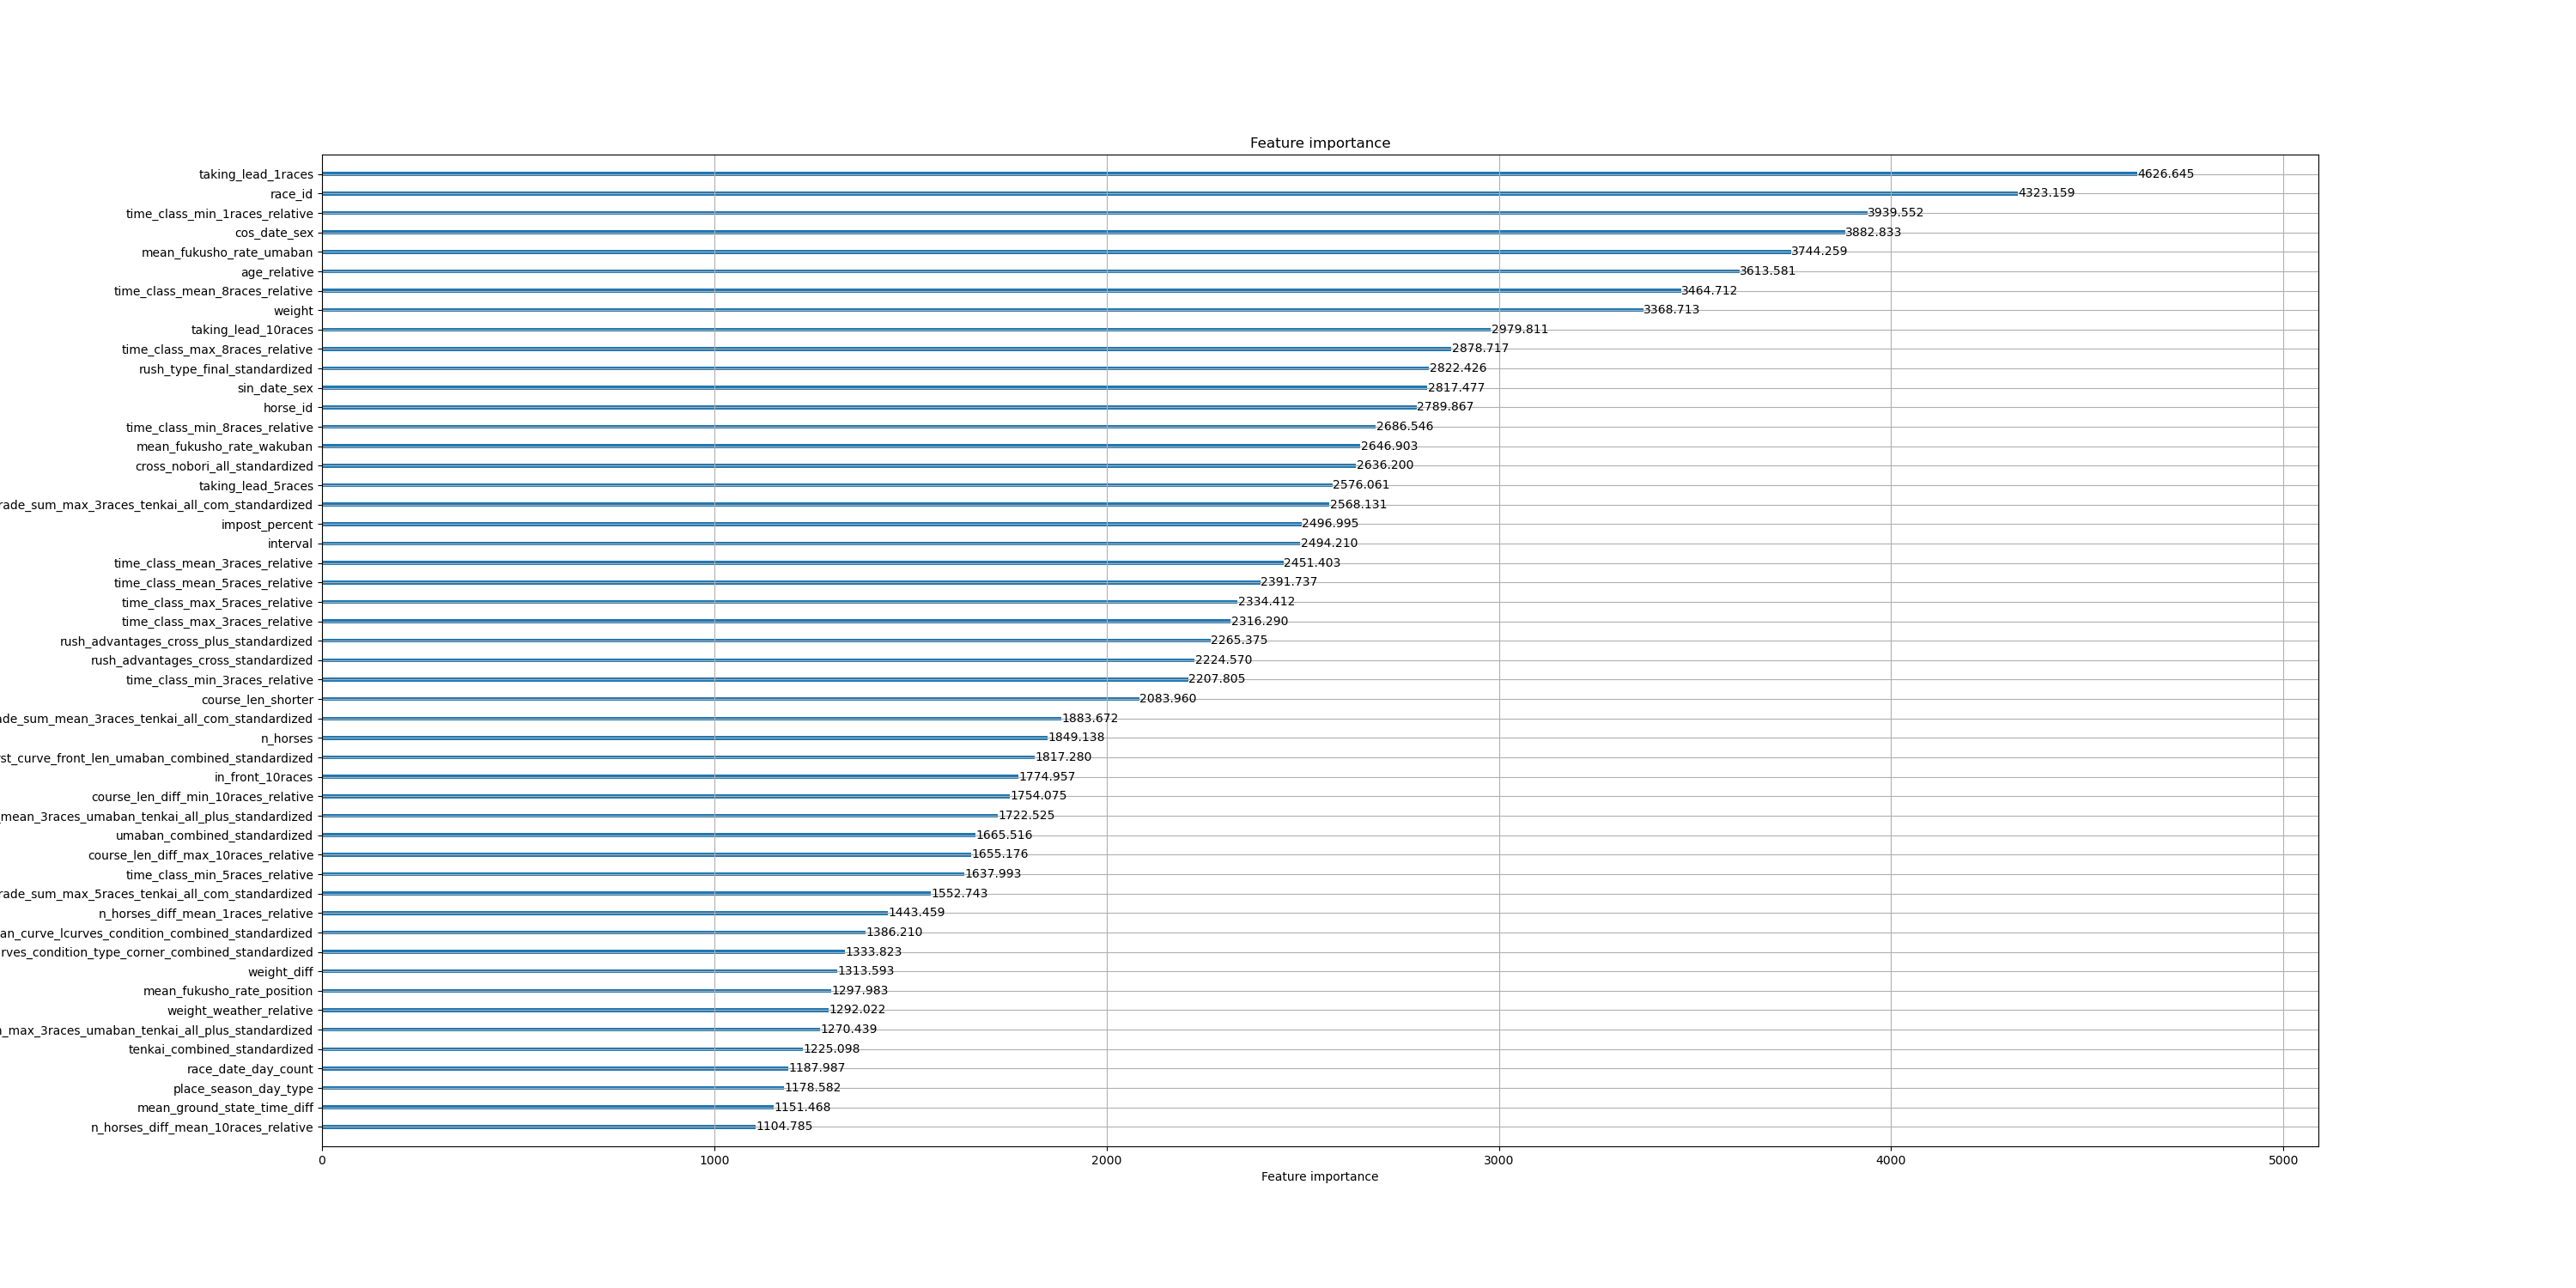 Feature importance
taking_lead_1races 4626.645
race_id 4323.159
time_class_min_1races_relative 3939.552
cos_date_sex 3882.833
mean_fukusho_rate_umaban 3744.259
age_relative 3613.581
time_class_mean_8races_relative 3464.712
weight 3368.713
taking_lead_10races 2979.811
time_class_max_8races_relative 2878.717
rush_type_final_standardized 2822.426
sin_date_sex 2817.477
horse_id 2789.867
time_class_min_8races_relative 2686.546
mean_fukusho_rate_wakuban 2646.903
cross_nobori_all_standardized 2636.200
taking_lead_5races 2576.061
rade_sum_max_3races_tenkai_all_com_standardized 2568.131
impost_percent 2496.995
interval 2494.210
time_class_mean_3races_relative 2451.403
time_class_mean_5races_relative 2391.737
time_class_max_5races_relative 2334.412
time_class_max_3races_relative 2316.290
rush_advantages_cross_plus_standardized 2265.375
rush_advantages_cross_standardized 2224.570
time_class_min_3races_relative 2207.805
course_len_shorter 2083.960
ade_sum_mean_3races_tenkai_all_com_standardized 1883.672
n_horses 1849.138
st_curve_front_len_umaban_combined_standardized 1817.280
in_front_10races 1774.957
course_len_diff_min_10races_relative 1754.075
_mean_3races_umaban_tenkai_all_plus_standardized 1722.525
umaban_combined_standardized 1665.516
course_len_diff_max_10races_relative 1655.176
time_class_min_5races_relative 1637.993
rade_sum_max_5races_tenkai_all_com_standardized 1552.743
n_horses_diff_mean_1races_relative 1443.459
an_curve_lcurves_condition_combined_standardized 1386.210
rves_condition_type_corner_combined_standardized 1333.823
weight_diff 1313.593
mean_fukusho_rate_position 1297.983
weight_weather_relative 1292.022
_max_3races_umaban_tenkai_all_plus_standardized 1270.439
tenkai_combined_standardized 1225.098
race_date_day_count 1187.987
place_season_day_type 1178.582
mean_ground_state_time_diff 1151.468
n_horses_diff_mean_10races_relative 1104.785
0 1000 2000 3000 4000 5000
Feature importance